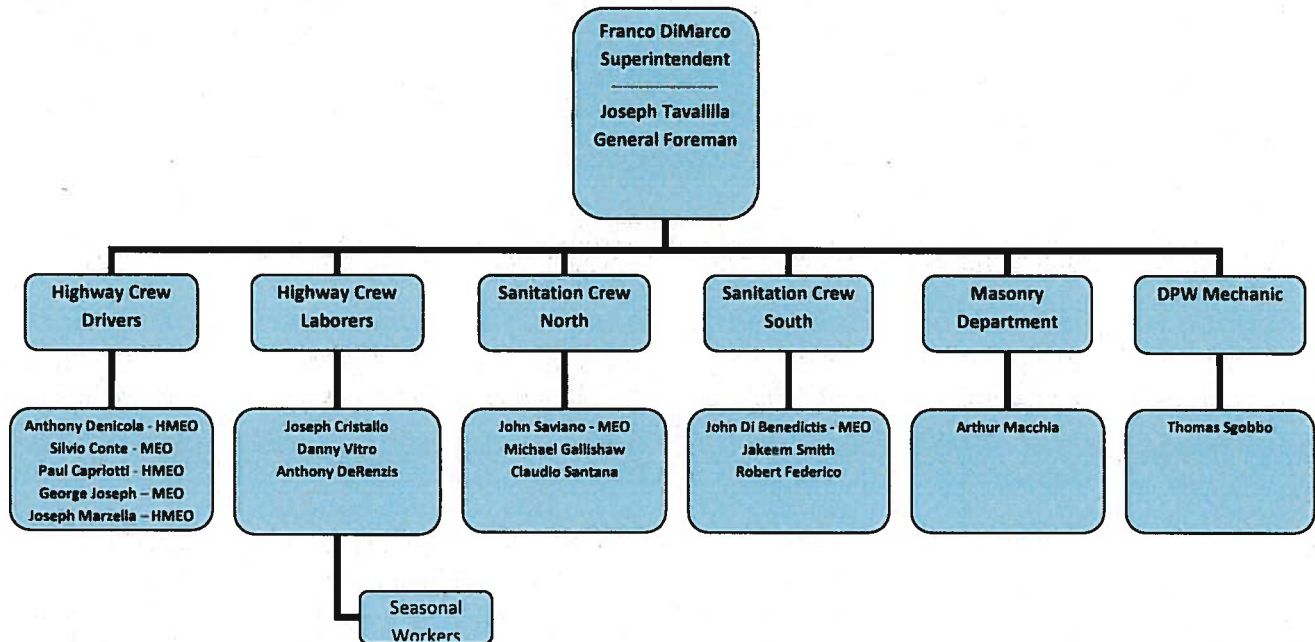 Franco DiMarco
Superintendent
Joseph Tavalilla
General Foreman
Highway Crew
Drivers
Highway Crew
Laborers
Sanitation Crew
North
Sanitation Crew
South
Masonry
Department
DPW Mechanic
Anthony Denicola - HMEO
Silvio Conte - MEO
Paul Capriotti - HMEO
George Joseph – MEO
Joseph Marzella – HMEO
Joseph Cristallo
Danny Vitro
Anthony DeRenzis
John Saviano - MEO
Michael Gallishaw
Claudio Santana
John Di Benedictis - MEO
Jakeem Smith
Robert Federico
Arthur Macchia
Thomas Sgobbo
Seasonal
Workers